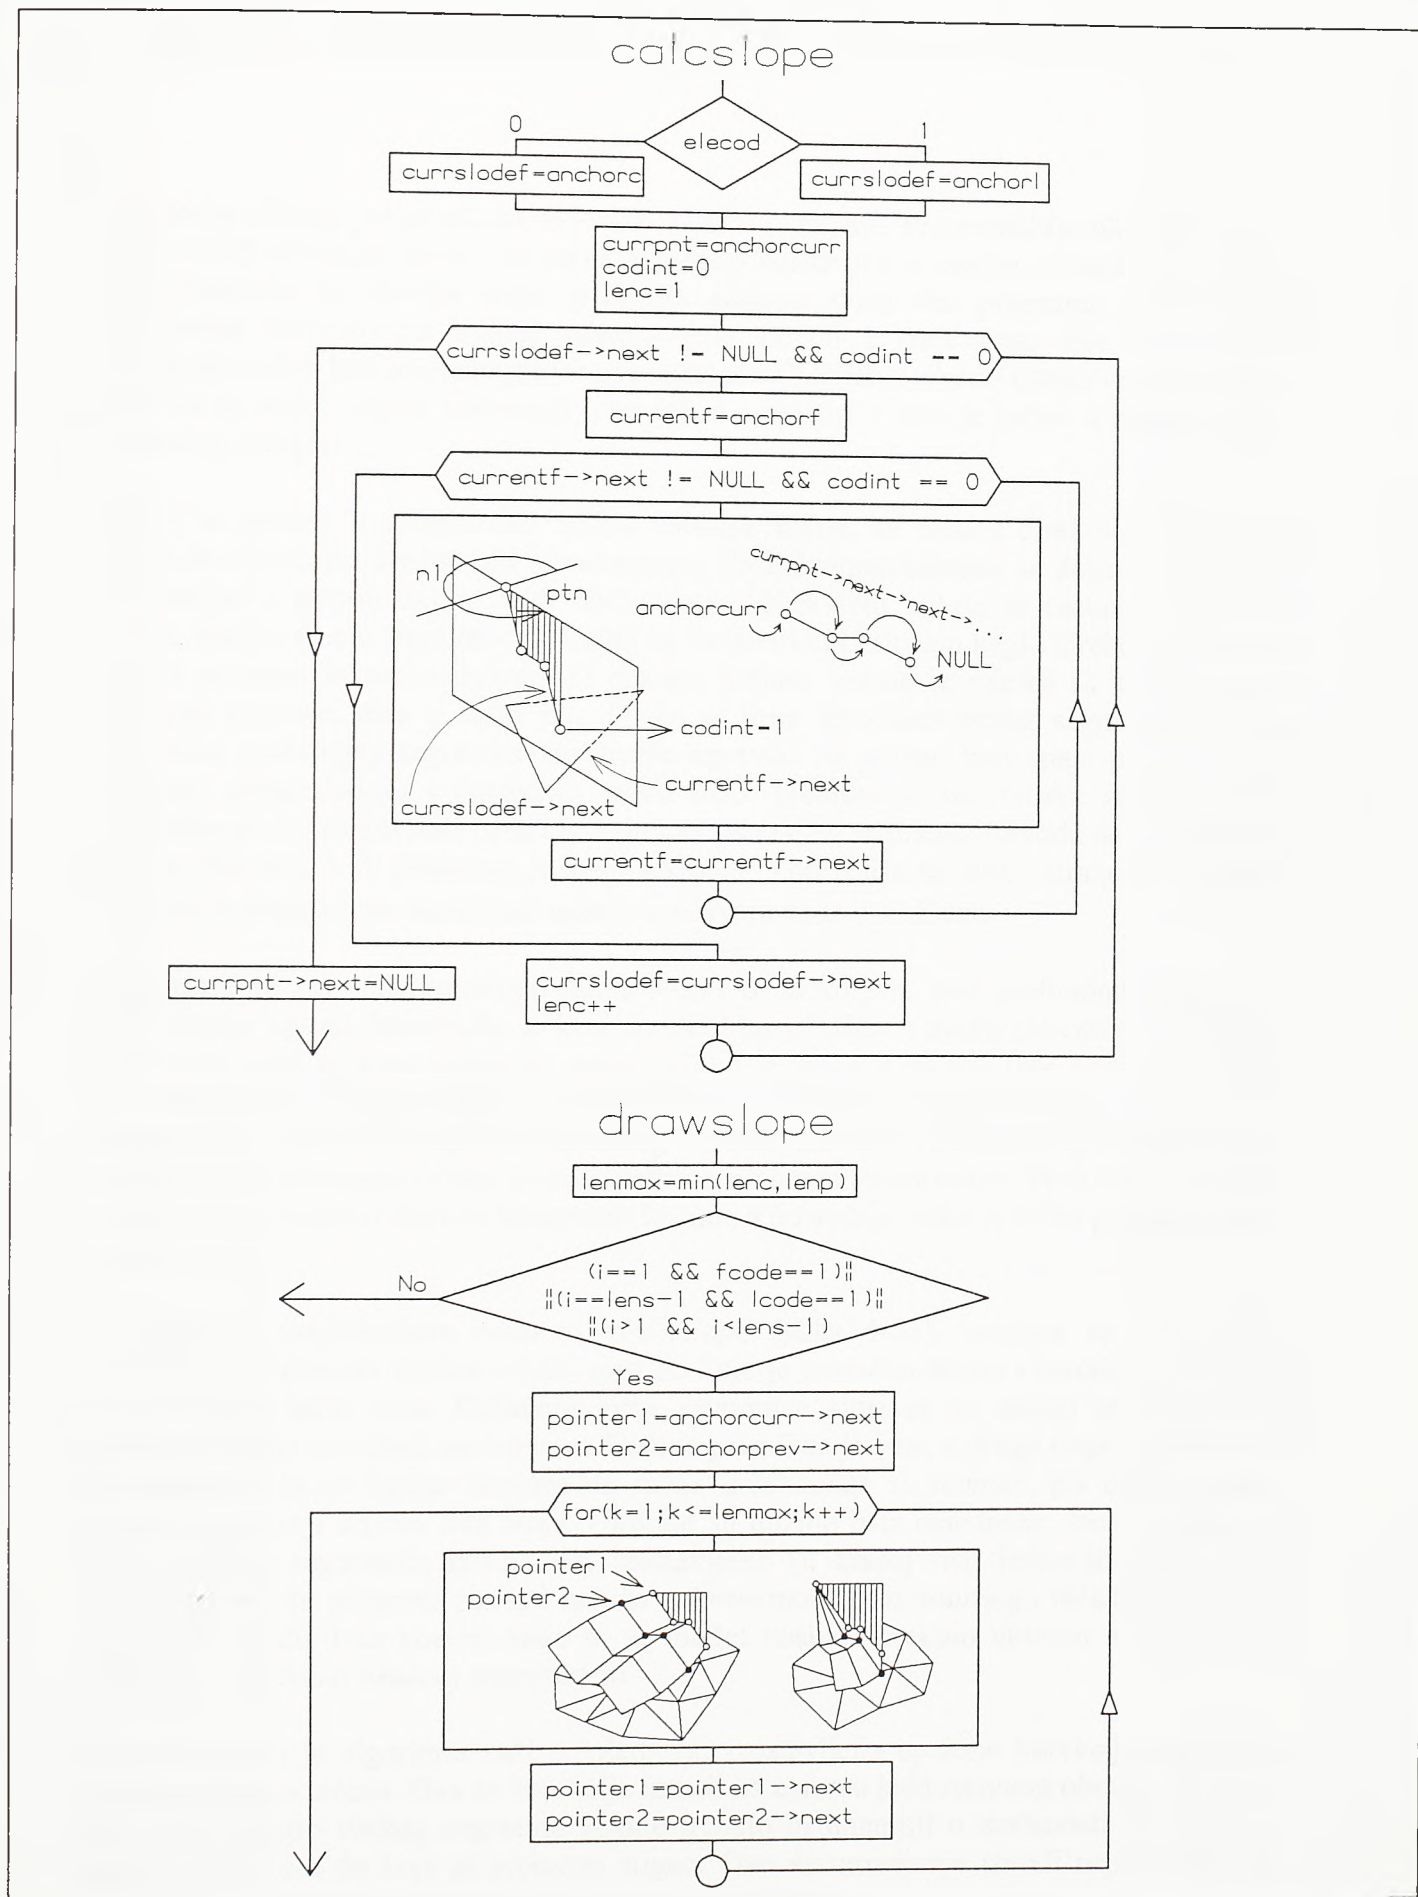 calcslope
0
1
elecod
currslodef=anchorc
currslodef=anchorl
currpnt=anchorcurr
codint=0
lenc=1
currslodef->next !- NULL && codint -- 0
currentf=anchorf
currentf->next != NULL && codint == 0
n1
ptn
currpnt->next->next->...
anchorcurr
NULL
codint-1
currentf->next
currslodef->next
currentf=currentf->next
currpnt->next=NULL
currslodef=currslodef->next
lenc++
drawslope
lenmax=min(lenc,lenp)
(i==1 && fcode==1)||
||(i==lens-1 && lcode==1)||
||(i>1 && i<lens-1)
No
Yes
pointer1=anchorcurr->next
pointer2=anchorprev->next
for(k=1;k<=lenmax;k++)
pointer1
pointer2
pointer1=pointer1->next
pointer2=pointer2->next